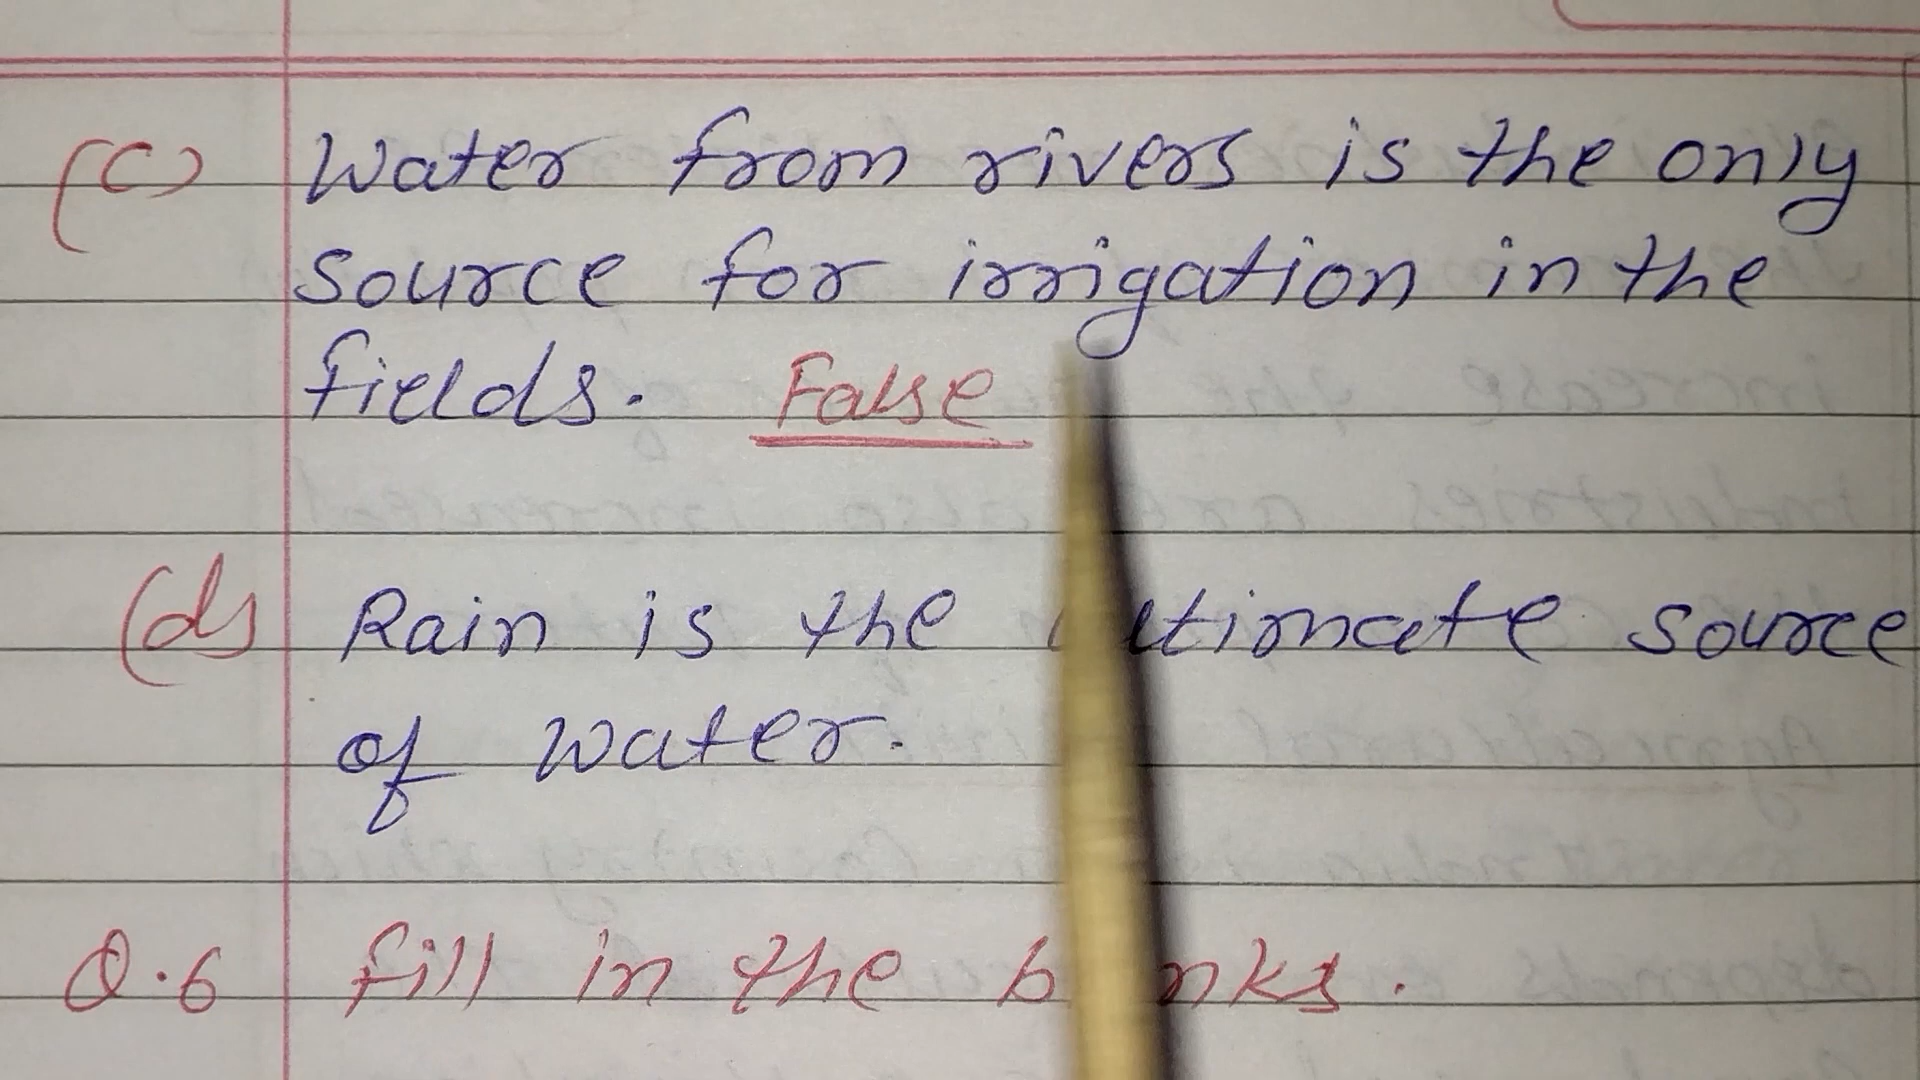 (c) Water from rivers is the only
source for irrigation in the
fields. False
(d) Rain is the source
of water.
Q.6 fill in the